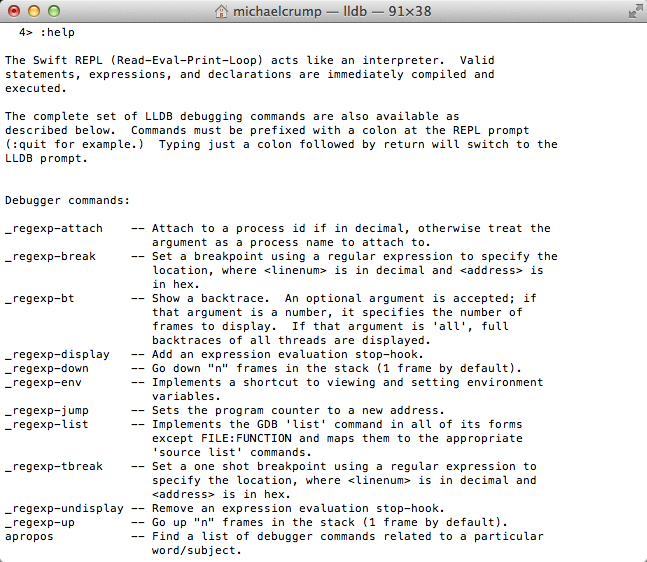 michaelcrump — lldb — 91×38
4> :help
The Swift REPL (Read-Eval-Print-Loop) acts like an interpreter.  Valid
statements, expressions, and declarations are immediately compiled and
executed.
The complete set of LLDB debugging commands are also available as
described below.  Commands must be prefixed with a colon at the REPL prompt
(:quit for example.)  Typing just a colon followed by return will switch to the
LLDB prompt.
Debugger commands:
_regexp-attach    -- Attach to a process id if in decimal, otherwise treat the
                     argument as a process name to attach to.
_regexp-break     -- Set a breakpoint using a regular expression to specify the
                     location, where <linenum> is in decimal and <address> is
                     in hex.
_regexp-bt        -- Show a backtrace.  An optional argument is accepted; if
                     that argument is a number, it specifies the number of
                     frames to display.  If that argument is 'all', full
                     backtraces of all threads are displayed.
_regexp-display   -- Add an expression evaluation stop-hook.
_regexp-down      -- Go down "n" frames in the stack (1 frame by default).
_regexp-env       -- Implements a shortcut to viewing and setting environment
                     variables.
_regexp-jump      -- Sets the program counter to a new address.
_regexp-list      -- Implements the GDB 'list' command in all of its forms
                     except FILE:FUNCTION and maps them to the appropriate
                     'source list' commands.
_regexp-tbreak    -- Set a one shot breakpoint using a regular expression to
                     specify the location, where <linenum> is in decimal and
                     <address> is in hex.
_regexp-undisplay -- Remove an expression evaluation stop-hook.
_regexp-up        -- Go up "n" frames in the stack (1 frame by default).
apropos           -- Find a list of debugger commands related to a particular
                     word/subject.